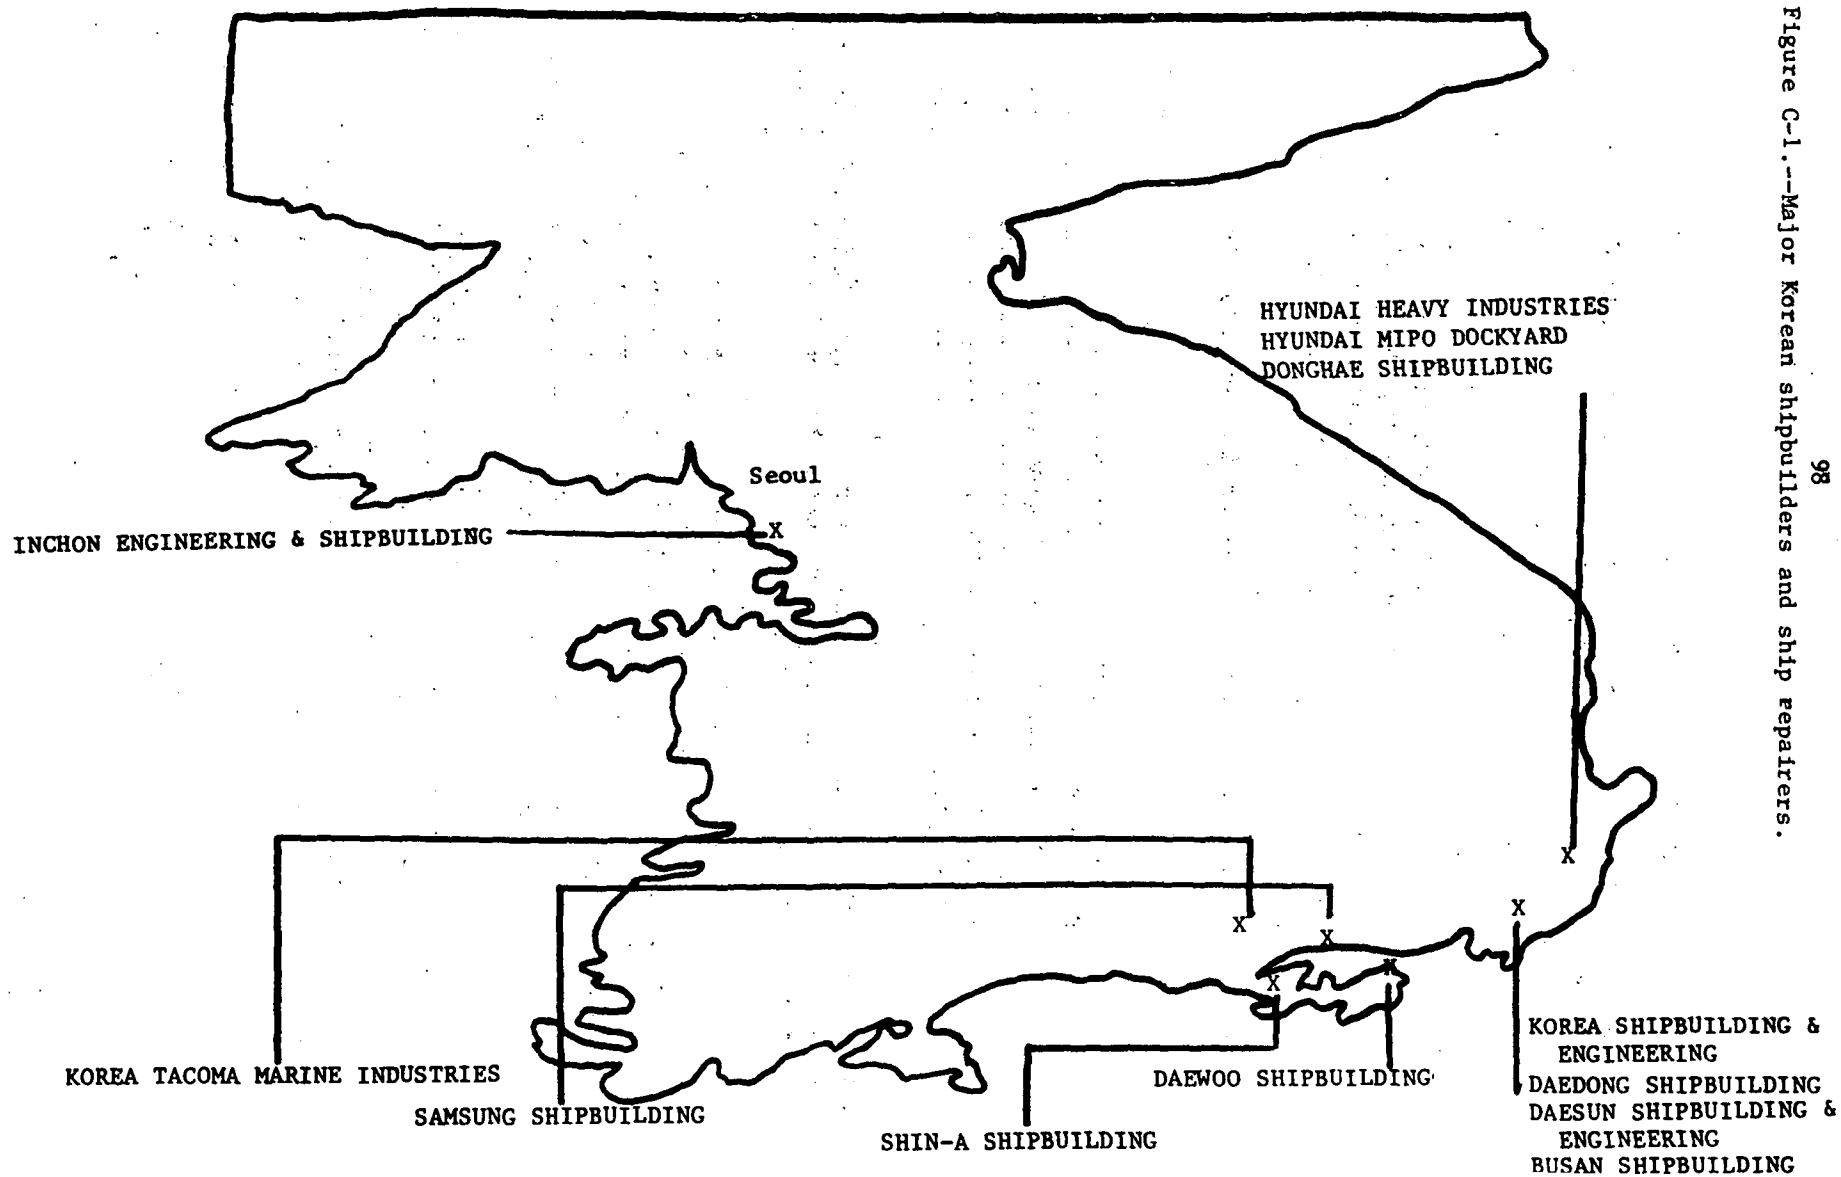 98
Figure C-1.--Major Korean shipbuilders and ship repairers.
HYUNDAI HEAVY INDUSTRIES
HYUNDAI MIPO DOCKYARD
DONGHAE SHIPBUILDING
Seoul
X
INCHON ENGINEERING & SHIPBUILDING
X
X
X
X
X
X
KOREA SHIPBUILDING &
ENGINEERING
DAEDONG SHIPBUILDING
DAESUN SHIPBUILDING &
ENGINEERING
BUSAN SHIPBUILDING
KOREA TACOMA MARINE INDUSTRIES
DAEWOO SHIPBUILDING
SAMSUNG SHIPBUILDING
SHIN-A SHIPBUILDING